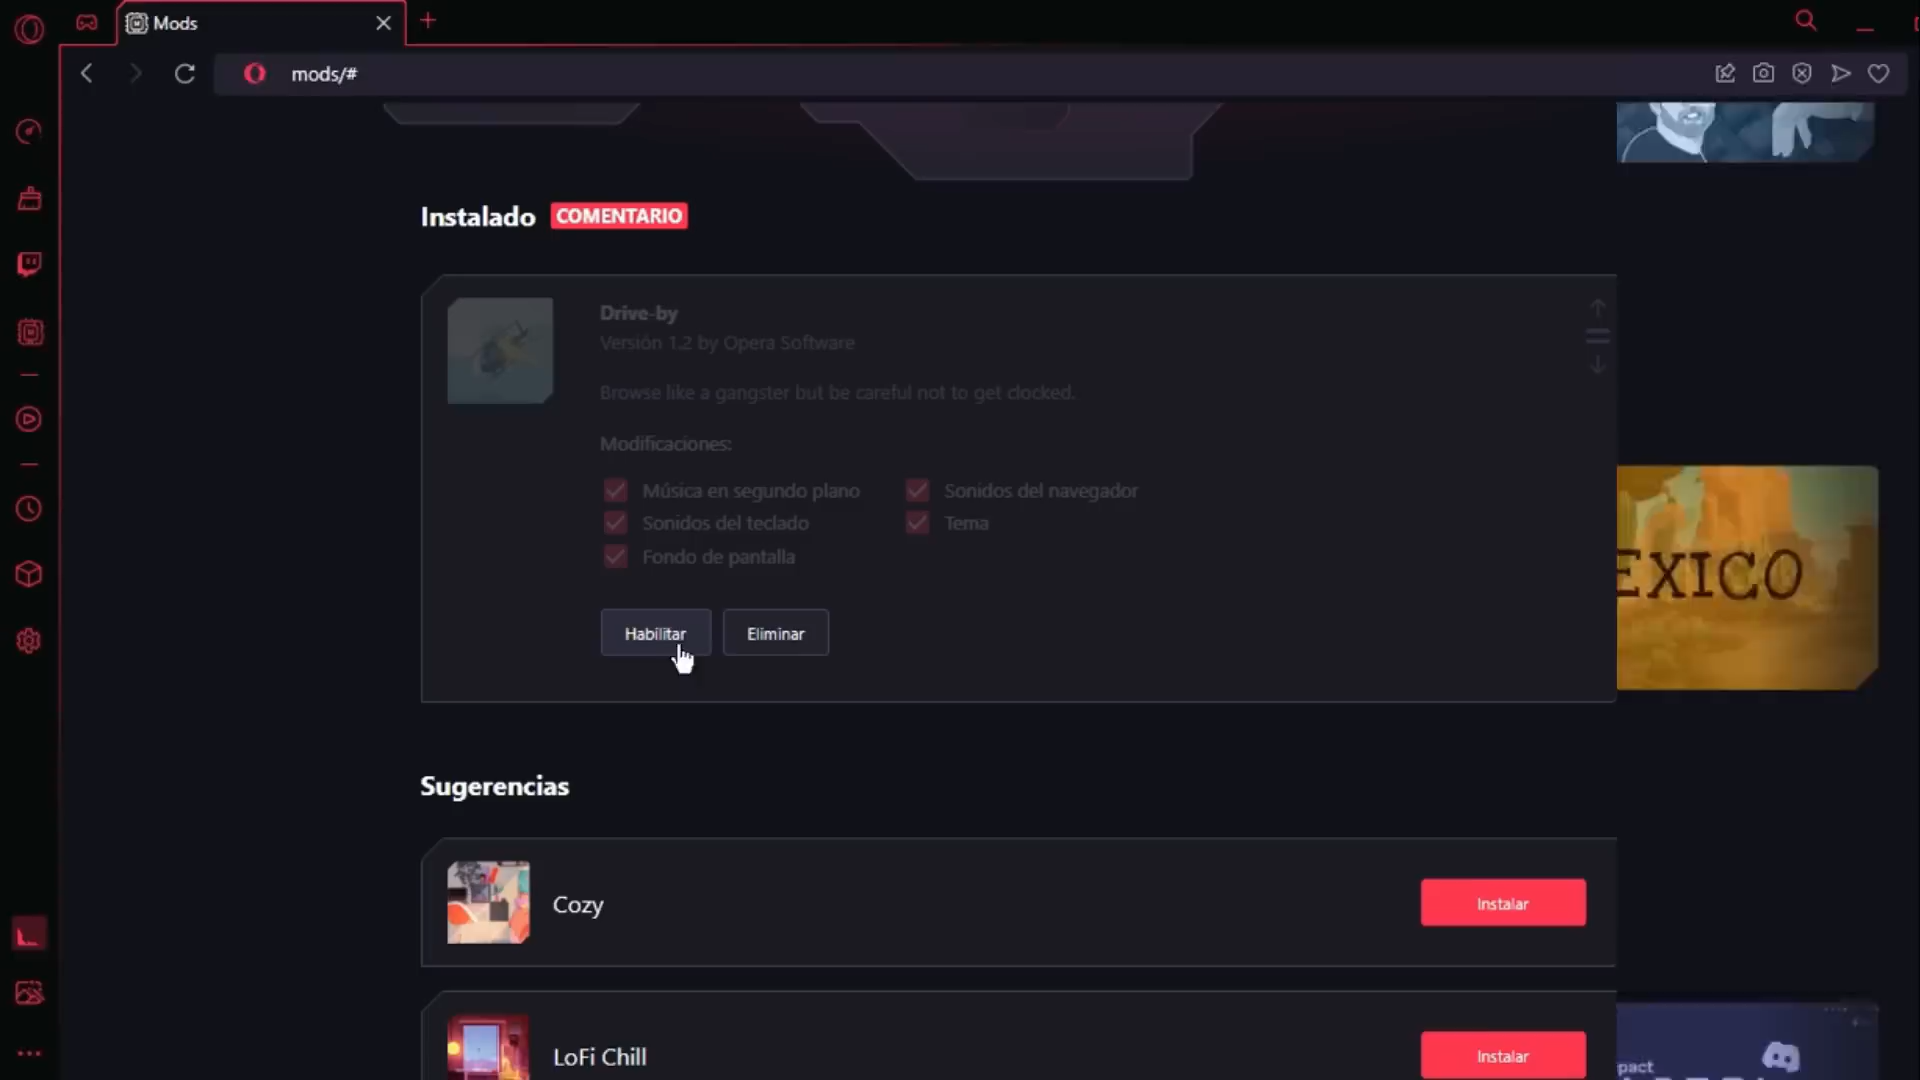 Mods
mods/#
Instalado COMENTARIO
Drive-by
Versión 1.2 by Opera Software
Browse like a gangster but be careful not to get clocked.
Modificaciones:
Música en segundo plano Sonidos del navegador
Sonidos del teclado Tema
Fondo de pantalla
EXICO
Habilitar Eliminar
Sugerencias
Cozy Instalar
LoFi Chill Instalar
pact